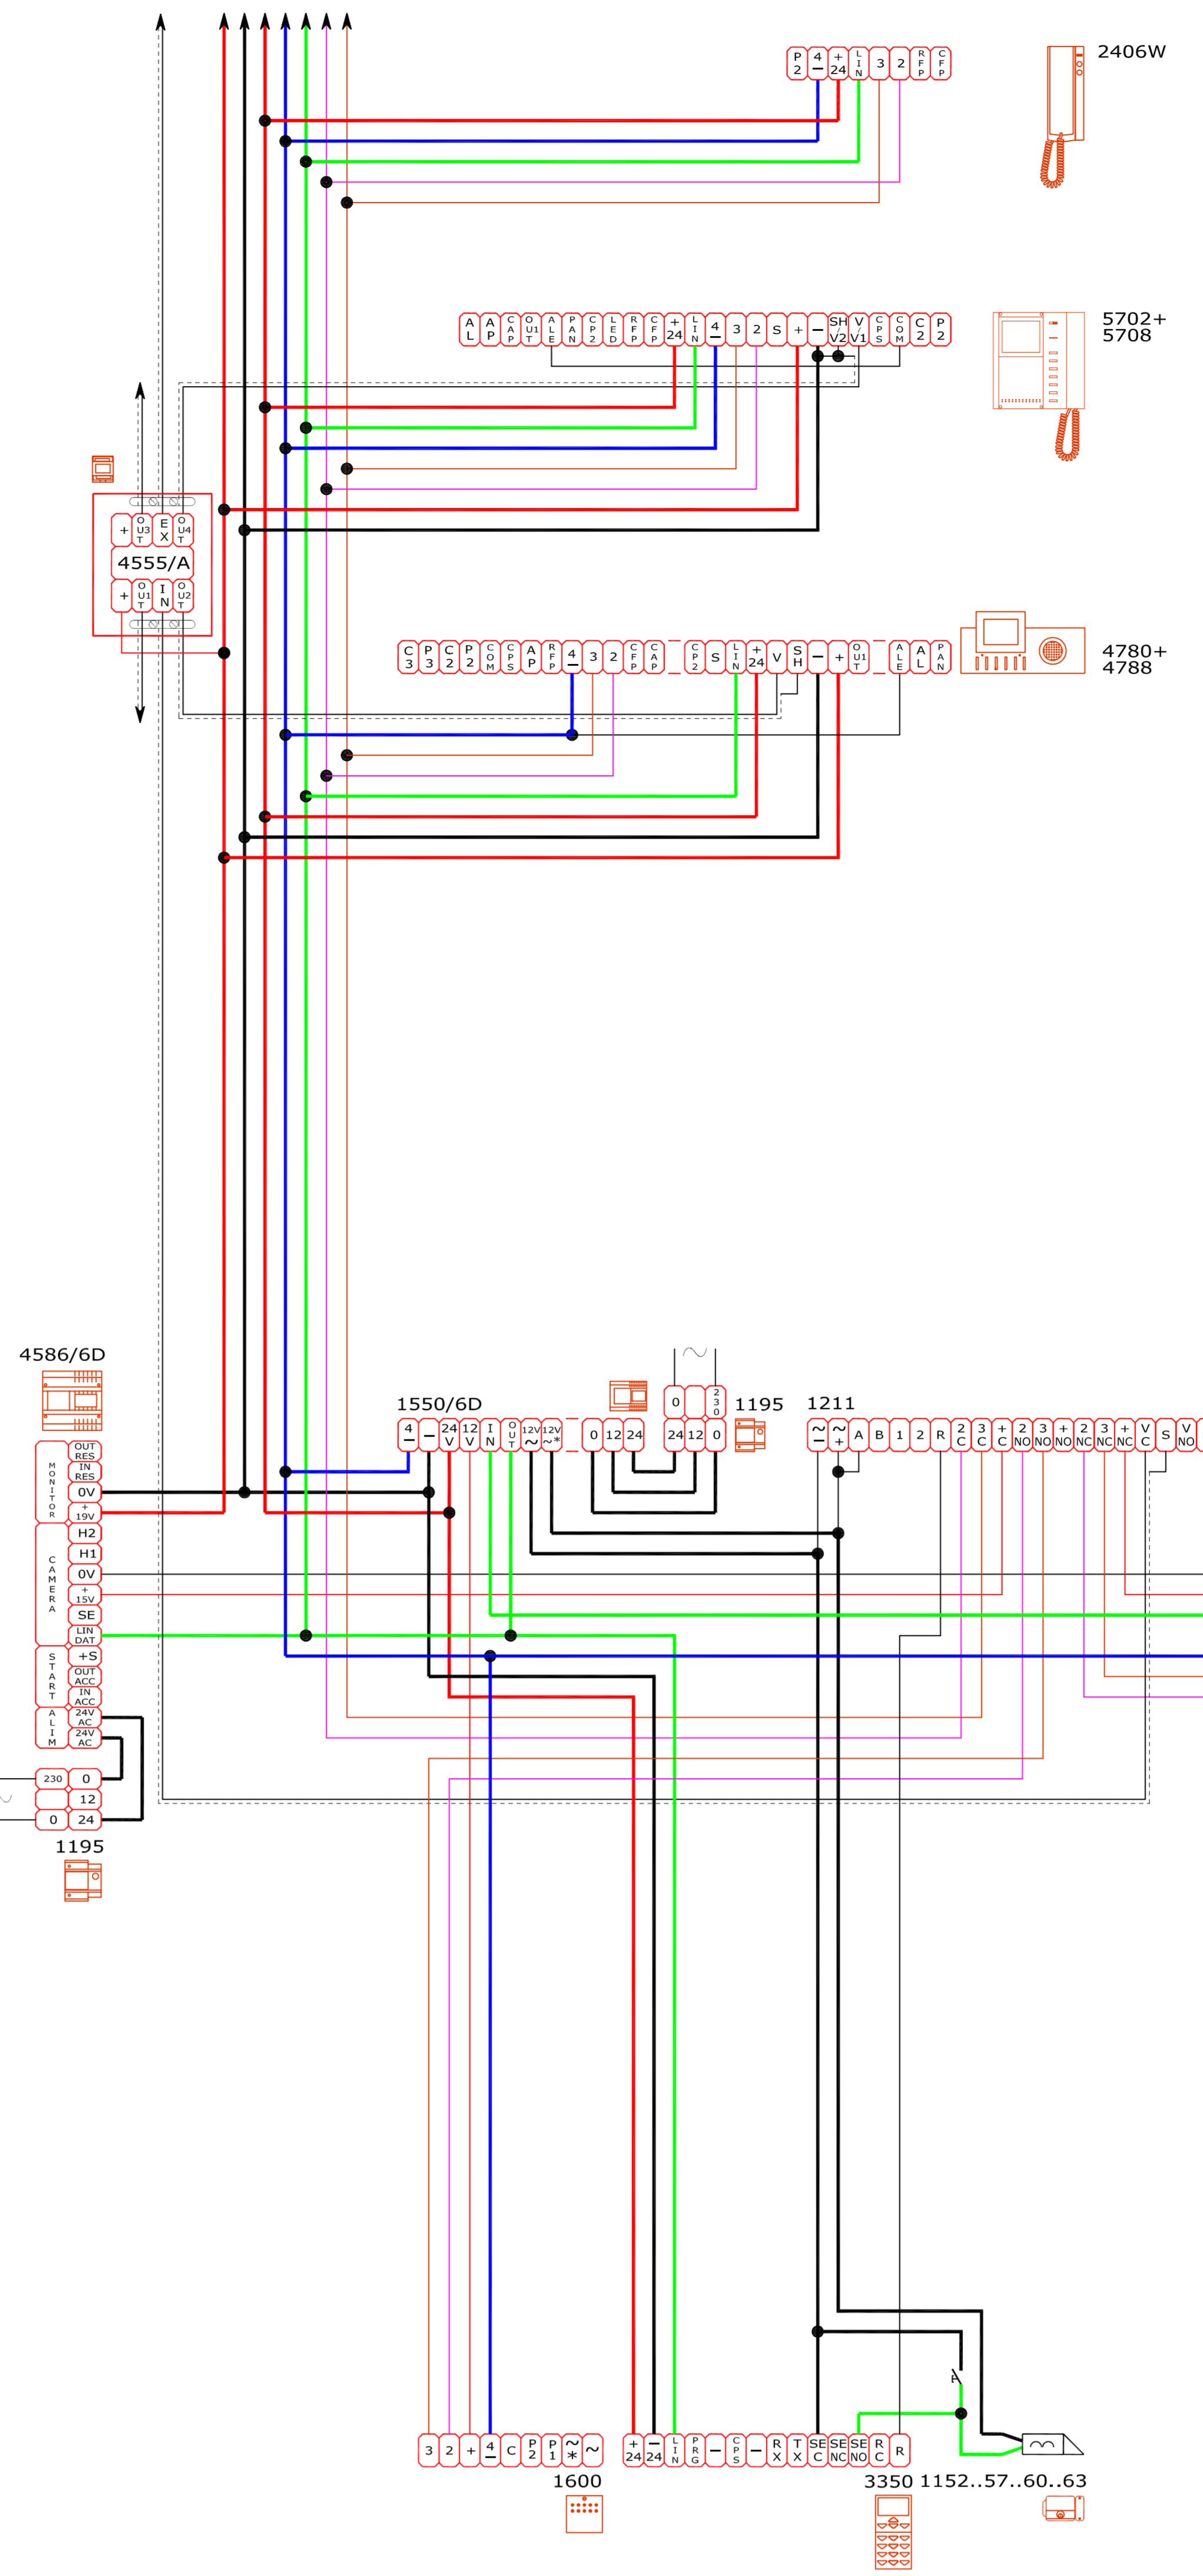 P2 4– +24 LIN 3 2 RFP CFP
2406W
AL AP CAP OUT1 ALE PAN CP2 LED RFP CFP +24 LIN 4– 3 2 S + – SH/V2 V/V1 CPS COM C2 P2
5702+
5708
+ OUT3 EX OUT4
4555/A
+ OUT1 IN OUT2
C3 P3 C2 P2 COM CPS AP RFP 4– 3 2 CFP CAP CP2 S LIN +24 V SH – + OUT1 ALE AL PAN
4780+
4788
4586/6D
MONITOR
OUT RES
IN RES
0V
+ 19V
CAMERA
H2
H1
0V
+ 15V
SE
LIN DAT
START
+S
OUT ACC
IN ACC
ALIM
24V AC
24V AC
230 0
12
0 24
1195
1550/6D
4– – 24V 12V IN OUT 12V~ 12V~* 0 12 24
0 230
24 12 0
1195
1211
~– ~+ A B 1 2 R 2C 3C +C 2NO 3NO +NO 2NC 3NC +NC VC S VNO
3 2 + 4– C P2 P1 ~* ~
1600
+24 –24 LIN PRG – CPS – RX TX SEC SENC SENO RC R
3350
1152..57..60..63